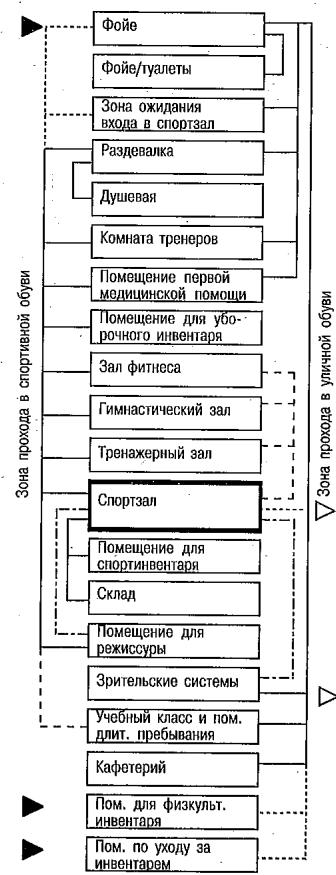 Фойе
Фойе/туалеты
Зона ожидания
входа в спортзал
Раздевалка
Душевая
Комната тренеров
Помещение первой
медицинской помощи
Помещение для убо-
рочного инвентаря
Зал фитнеса
Гимнастический зал
Тренажерный зал
Спортзал
Помещение для
спортинвентаря
Склад
Помещение для
режиссуры
Зрительские системы
Учебный класс и пом.
длит. пребывания
Кафетерий
Пом. для физкульт.
инвентаря
Пом. по уходу за
инвентарем
Зона прохода в спортивной обуви
Зона прохода в уличной обуви